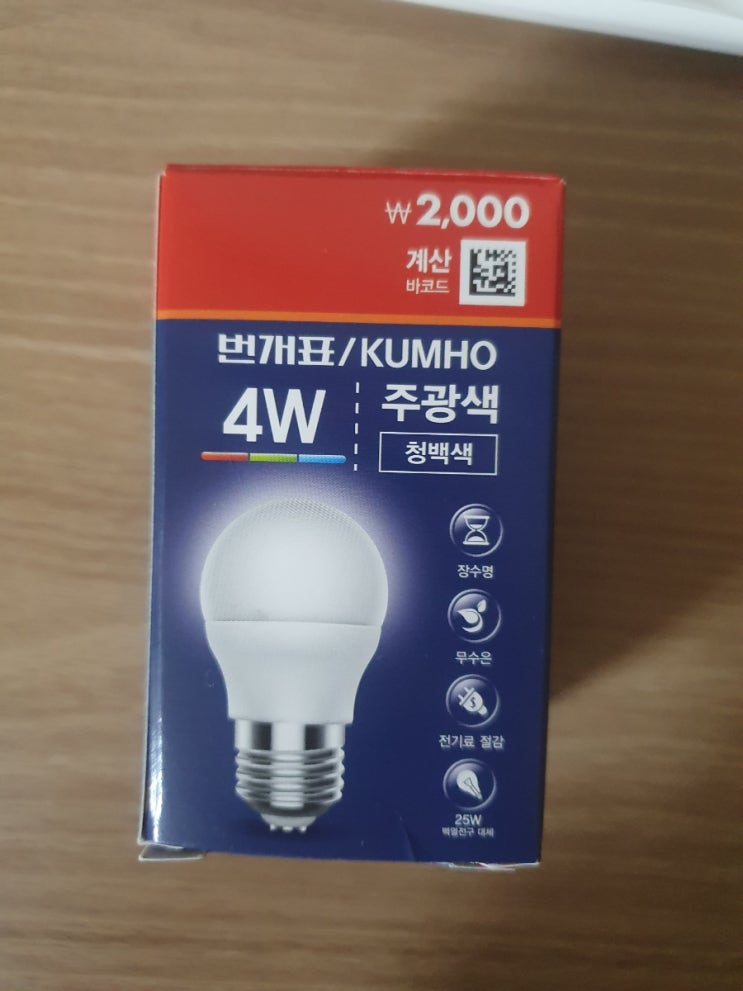 ₩2,000
계산
바코드
번개표/KUMHO
4W
주광색
청백색
장수명
무수은
전기료 절감
25W
백열전구 대체